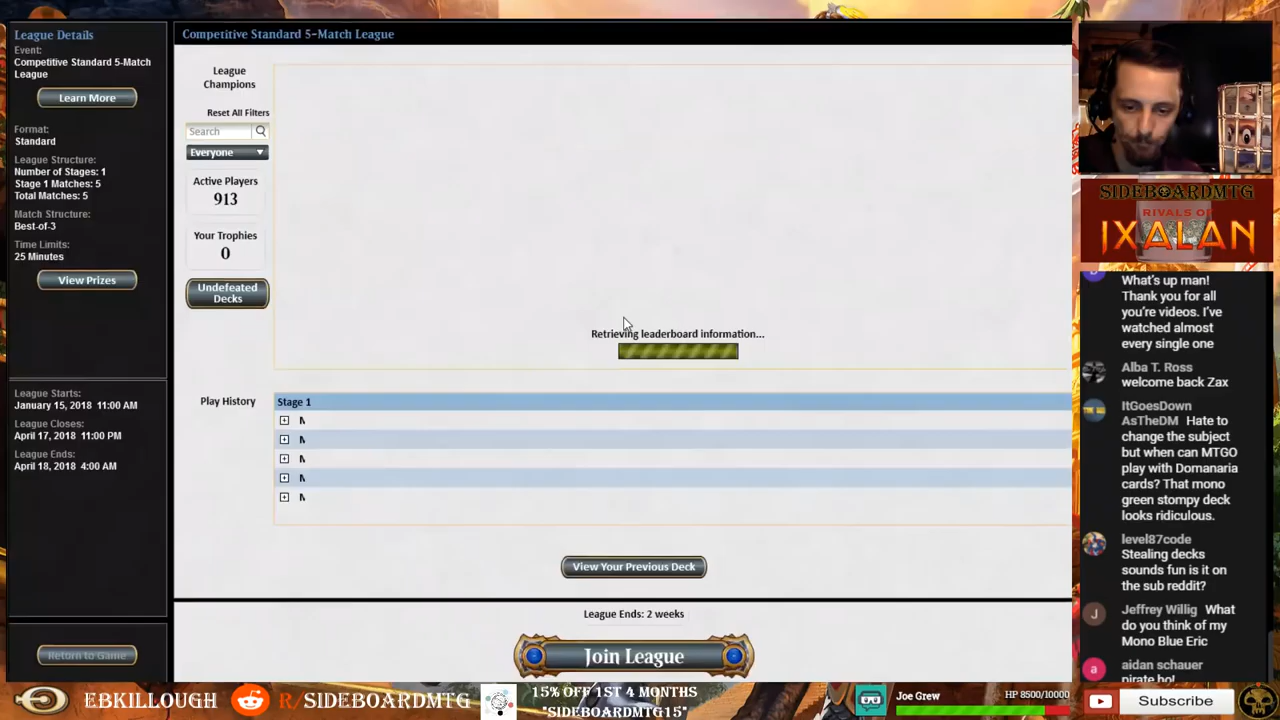 League Details
Event:
Competitive Standard 5-Match
League
Learn More
Format:
Standard
League Structure:
Number of Stages: 1
Stage 1 Matches: 5
Total Matches: 5
Match Structure:
Best-of-3
Time Limits:
25 Minutes
View Prizes
League Starts:
January 15, 2018 11:00 AM
League Closes:
April 17, 2018 11:00 PM
League Ends:
April 18, 2018 4:00 AM
Return to Game
Competitive Standard 5-Match League
League
Champions
Reset All Filters
Search
Everyone
Active Players
913
Your Trophies
0
Undefeated
Decks
Retrieving leaderboard information...
Play History
Stage 1
View Your Previous Deck
League Ends: 2 weeks
Join League
SIDEBOARDMTG
RIVALS OF
IXALAN
What's up man!
Thank you for all
you're videos. I've
watched almost
every single one
Alba T. Ross
welcome back Zax
ItGoesDown
AsTheDM Hate to
change the subject
but when can MTGO
play with Domanaria
cards? That mono
green stompy deck
looks ridiculous.
level87code
Stealing decks
sounds fun is it on
the sub reddit?
Jeffrey Willig What
do you think of my
Mono Blue Eric
aidan schauer
pirate ho!
EBKILLOUGH
R/SIDEBOARDMTG
15% OFF 1ST 4 MONTHS
"SIDEBOARDMTG15"
Joe Grew
HP 8500/10000
Subscribe